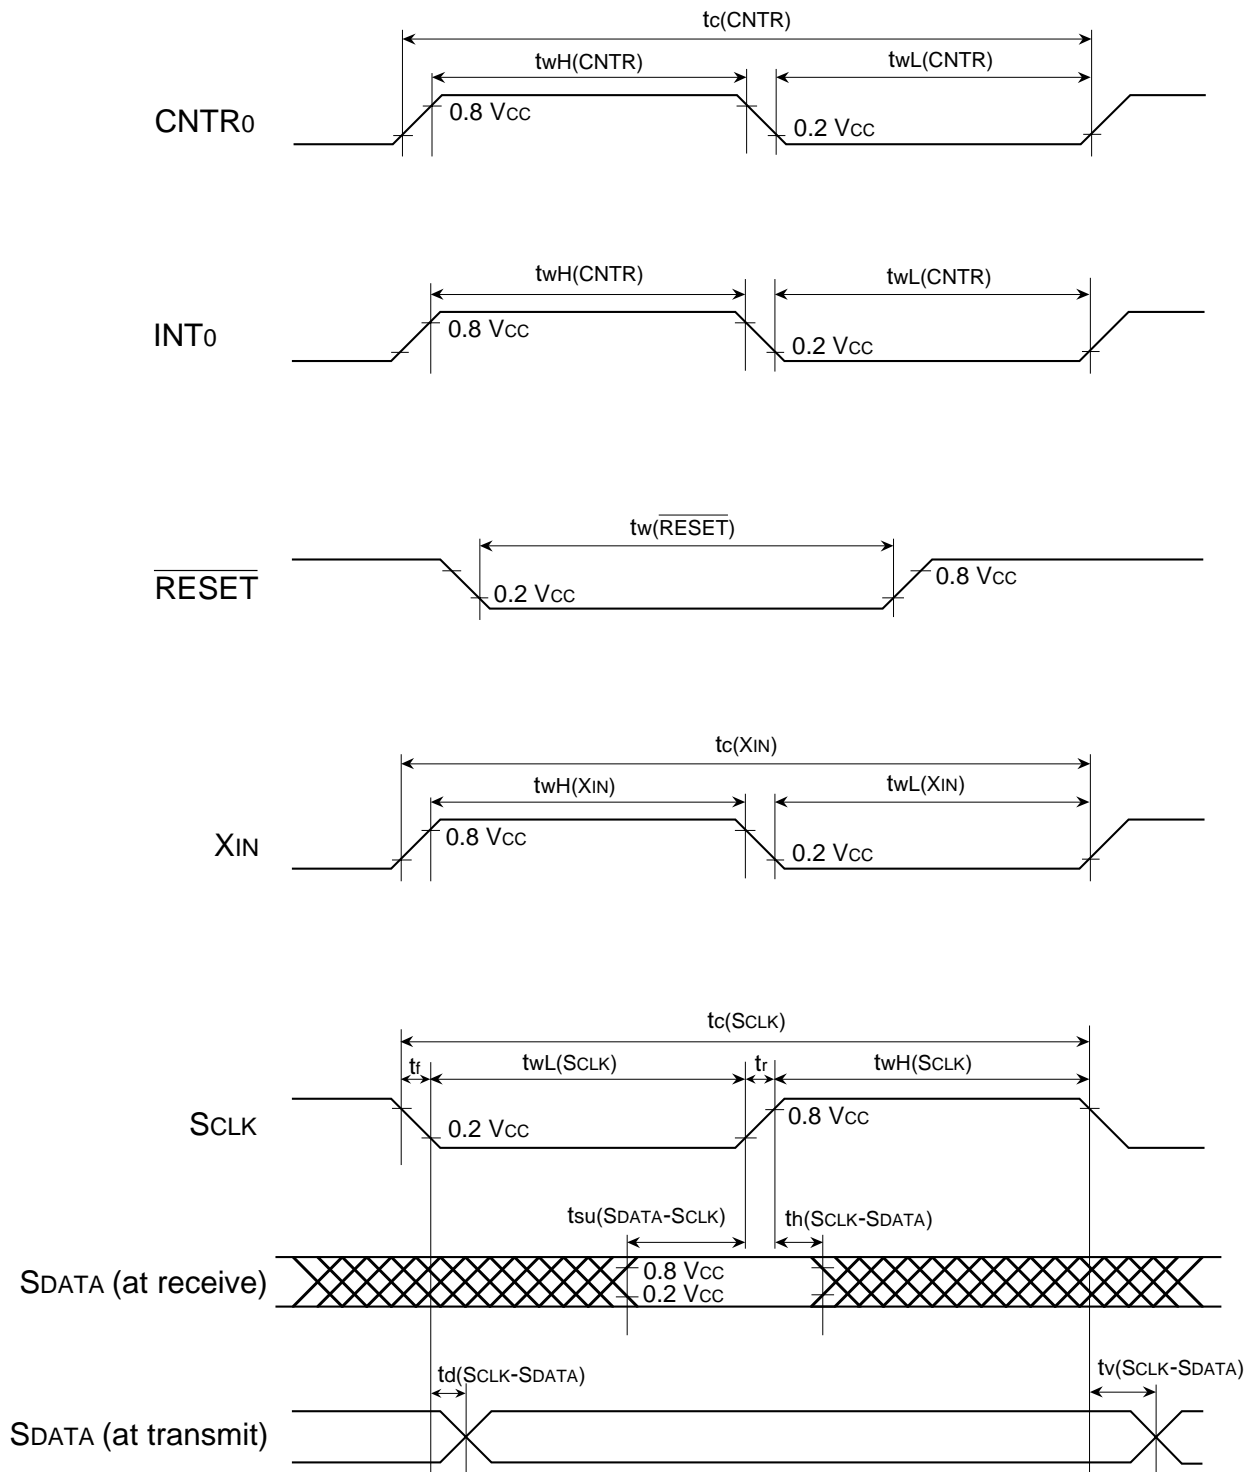 tc(CNTR)
twH(CNTR) twL(CNTR)
CNTR0 0.8 VCC 0.2 VCC
twH(CNTR) twL(CNTR)
INT0 0.8 VCC 0.2 VCC
tw(RESET)
RESET 0.2 VCC 0.8 VCC
tc(XIN)
twH(XIN) twL(XIN)
XIN 0.8 VCC 0.2 VCC
tc(SCLK)
tf twL(SCLK) tr twH(SCLK)
SCLK 0.2 VCC 0.8 VCC
tsu(SDATA-SCLK) th(SCLK-SDATA)
SDATA (at receive) 0.8 VCC
0.2 VCC
td(SCLK-SDATA) tv(SCLK-SDATA)
SDATA (at transmit)